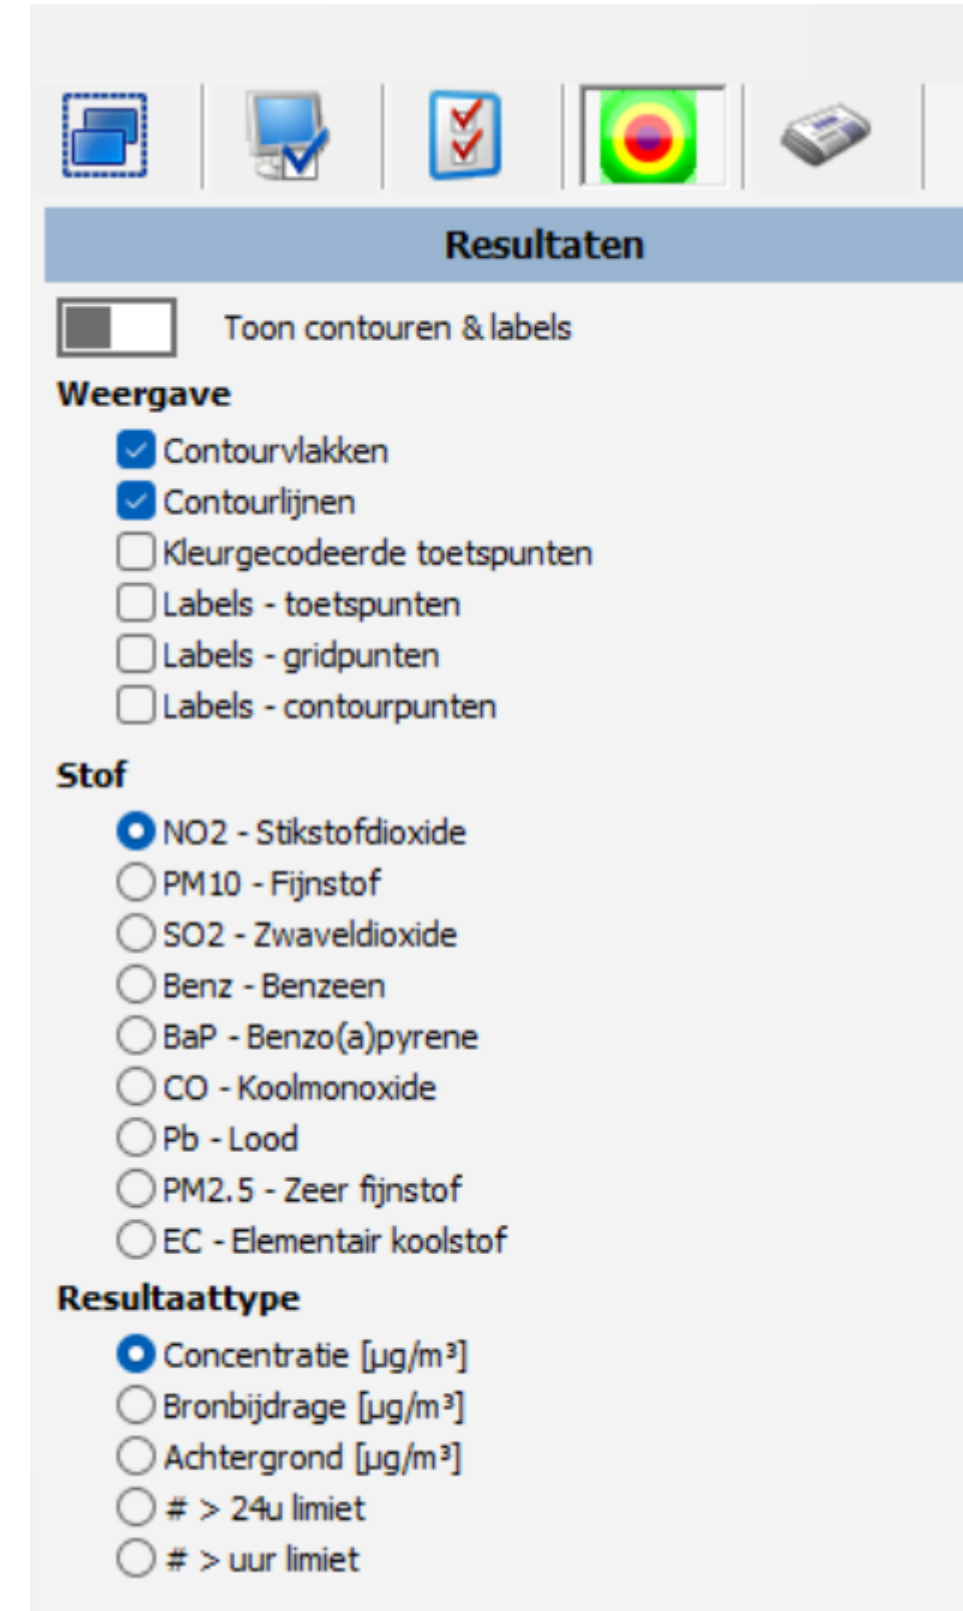 Resultaten
Toon contouren & labels
Weergave
Contourvlakken
Contourlijnen
Kleurgecodeerde toetspunten
Labels - toetspunten
Labels - gridpunten
Labels - contourpunten
Stof
NO2 - Stikstofdioxide
PM10 - Fijnstof
SO2 - Zwaveldioxide
Benz - Benzeen
BaP - Benzo(a)pyrene
CO - Koolmonoxide
Pb - Lood
PM2.5 - Zeer fijnstof
EC - Elementair koolstof
Resultaattype
Concentratie [µg/m³]
Bronbijdrage [µg/m³]
Achtergrond [µg/m³]
# > 24u limiet
# > uur limiet